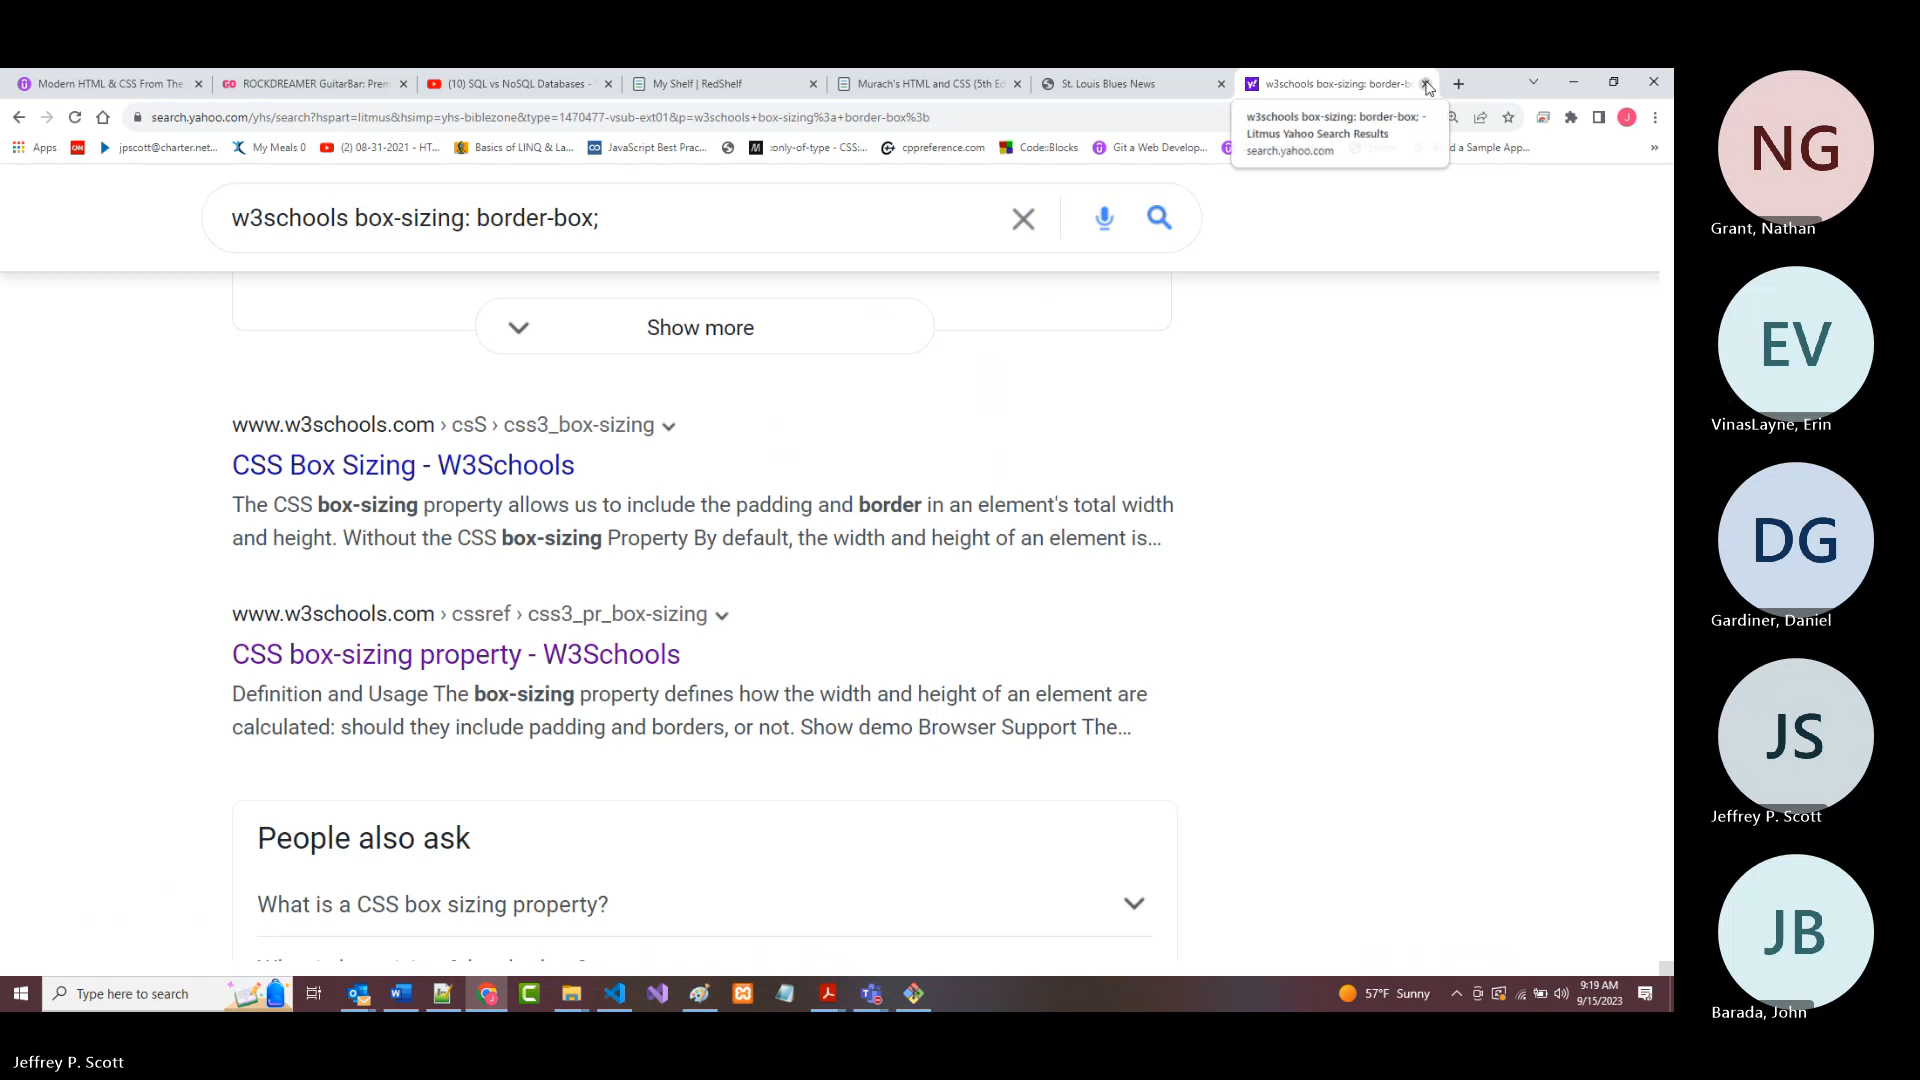 Modern HTML & CSS From The
ROCKDREAMER GuitarBar: Prem
(10) SQL vs NoSQL Databases -
My Shelf | RedShelf
Murach's HTML and CSS (5th Ed
St. Louis Blues News
w3schools box-sizing: border-b
search.yahoo.com/yhs/search?hspart=litmus&hsimp=yhs-biblezone&type=1470477-vsub-ext01&p=w3schools+box-sizing%3a+border-box%3b
w3schools box-sizing: border-box; -
Litmus Yahoo Search Results
search.yahoo.com
Apps
jpscott@charter.net...
My Meals 0
(2) 08-31-2021 - HT...
Basics of LINQ & La...
JavaScript Best Prac...
:only-of-type - CSS:...
cppreference.com
Code::Blocks
Git a Web Develop...
d a Sample App...
w3schools box-sizing: border-box;
Show more
www.w3schools.com › csS › css3_box-sizing
CSS Box Sizing - W3Schools
The CSS box-sizing property allows us to include the padding and border in an element's total width
and height. Without the CSS box-sizing Property By default, the width and height of an element is...
www.w3schools.com › cssref › css3_pr_box-sizing
CSS box-sizing property - W3Schools
Definition and Usage The box-sizing property defines how the width and height of an element are
calculated: should they include padding and borders, or not. Show demo Browser Support The...
People also ask
What is a CSS box sizing property?
Type here to search
57°F Sunny
9:19 AM
9/15/2023
NG
Grant, Nathan
EV
VinasLayne, Erin
DG
Gardiner, Daniel
JS
Jeffrey P. Scott
JB
Barada, John
Jeffrey P. Scott